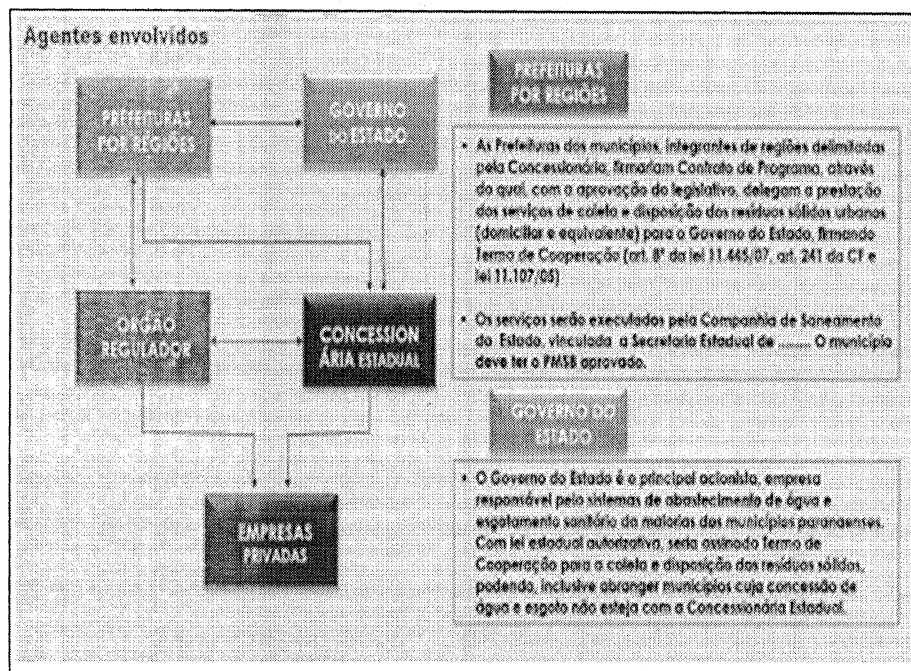 Agentes envolvidos
PREFEITURAS
POR REGIÕES
GOVERNO
DO ESTADO
ÓRGÃO
REGULADOR
CONCESSION
ÁRIA ESTADUAL
EMPRESAS
PRIVADAS
PREFEITURAS
POR REGIÕES
• As Prefeituras dos municípios, integrantes de regiões delimitadas
pela Concessionária, firmariam Contrato de Programa, através
do qual, com a aprovação do legislativo, delegam a prestação
dos serviços de coleta e disposição dos resíduos sólidos urbanos
(domiciliar e equivalente) para o Governo do Estado, firmando
Termo de Cooperação (art. 8º da lei 11.445/07, art. 241 da CF e
lei 11.107/05)
• Os serviços serão executados pela Companhia de Saneamento
do Estado, vinculada a Secretaria Estadual de ........ O município
deve ter o PMSB aprovado.
GOVERNO DO
ESTADO
• O Governo do Estado é o principal acionista, empresa
responsável pelo sistemas de abastecimento de água e
esgotamento sanitário da maiorias dos municípios paranaenses.
Com lei estadual autorizativa, seria assinado Termo de
Cooperação para a coleta e disposição dos resíduos sólidos,
podendo, inclusive abranger municípios cuja concessão de
água e esgoto não esteja com a Concessionária Estadual.